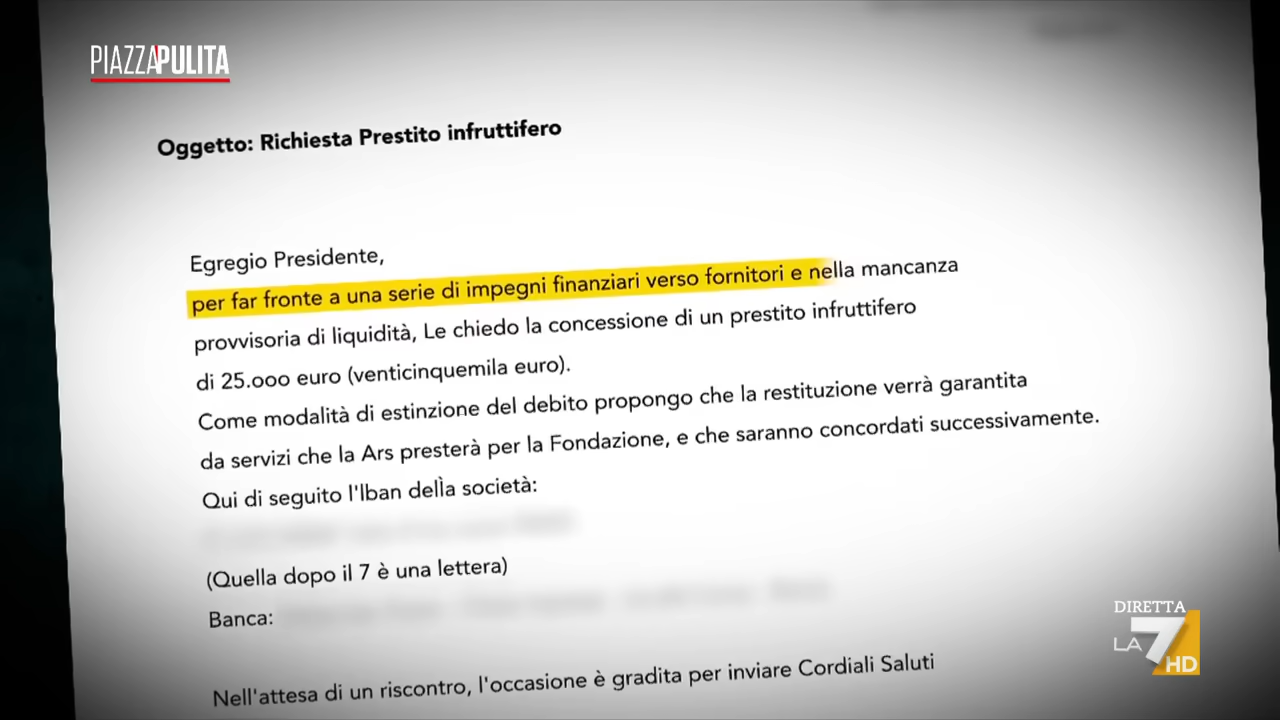 PIAZZAPULITA
Oggetto: Richiesta Prestito infruttifero
Egregio Presidente,
per far fronte a una serie di impegni finanziari verso fornitori e nella mancanza
provvisoria di liquidità, Le chiedo la concessione di un prestito infruttifero
di 25.000 euro (venticinquemila euro).
Come modalità di estinzione del debito propongo che la restituzione verrà garantita
da servizi che la Ars presterà per la Fondazione, e che saranno concordati successivamente.
Qui di seguito l'Iban della società:
(Quella dopo il 7 è una lettera)
Banca:
Nell'attesa di un riscontro, l'occasione è gradita per inviare Cordiali Saluti
DIRETTA
LA 7 HD